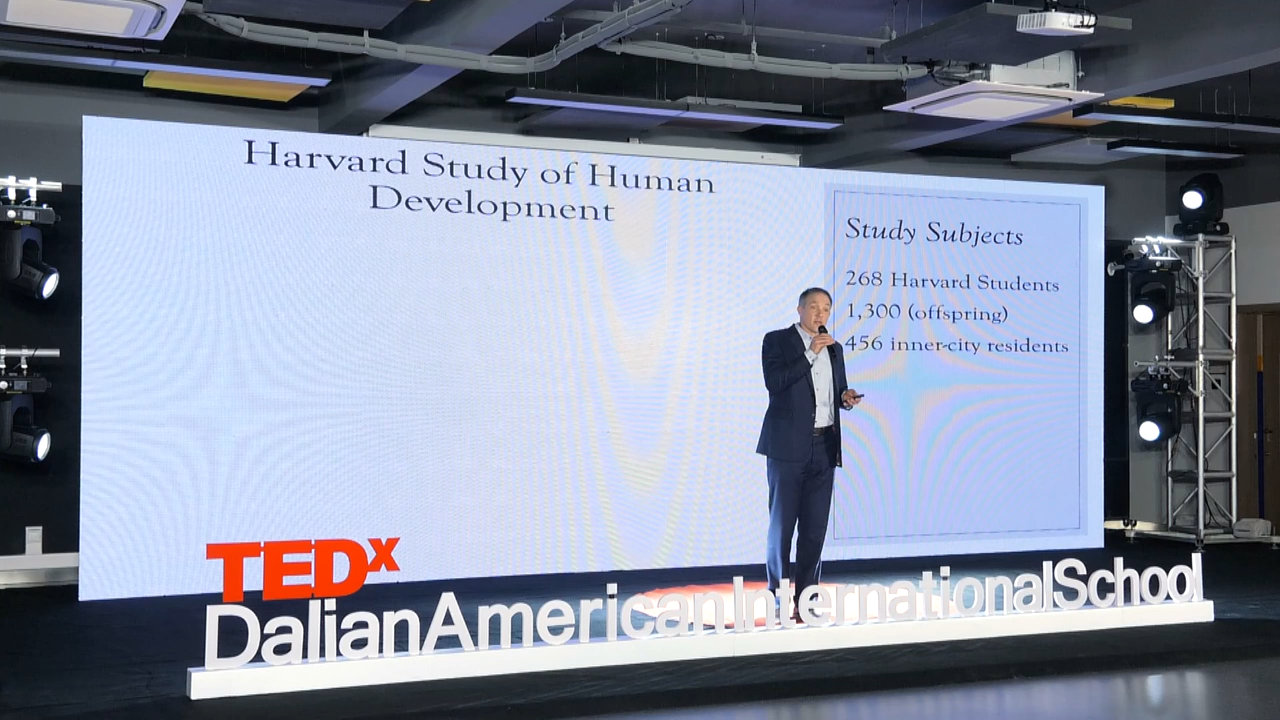 Harvard Study of Human
Development
Study Subjects
268 Harvard Students
1,300 (offspring)
456 inner-city residents
TEDx
DalianAmericanInternationalSchool